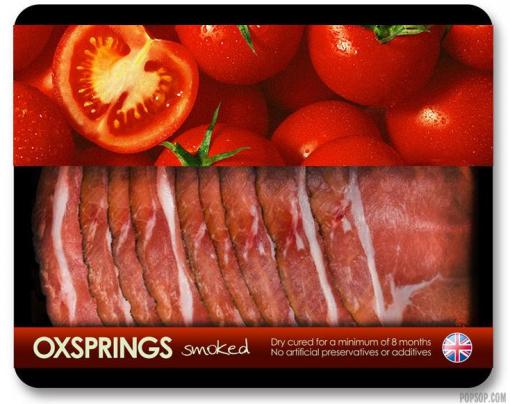 OXSPRINGS smoked
Dry cured for a minimum of 8 months
No artificial preservatives or additives
POPSOP.COM